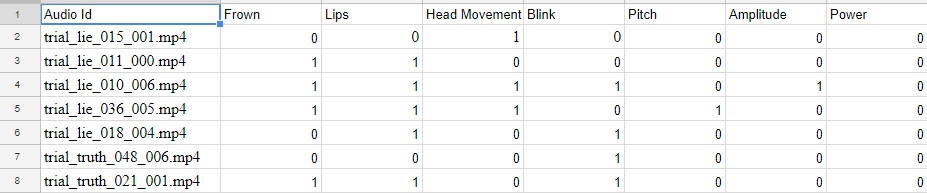 1 Audio Id Frown Lips Head Movement Blink Pitch Amplitude Power
2 trial_lie_015_001.mp4 0 0 1 0 0 0 0
3 trial_lie_011_000.mp4 1 1 0 0 0 0 0
4 trial_lie_010_006.mp4 1 1 1 1 0 1 0
5 trial_lie_036_005.mp4 1 1 1 0 1 0 0
6 trial_lie_018_004.mp4 0 1 0 1 0 0 0
7 trial_truth_048_006.mp4 0 0 0 1 0 0 0
8 trial_truth_021_001.mp4 1 1 0 1 0 0 0